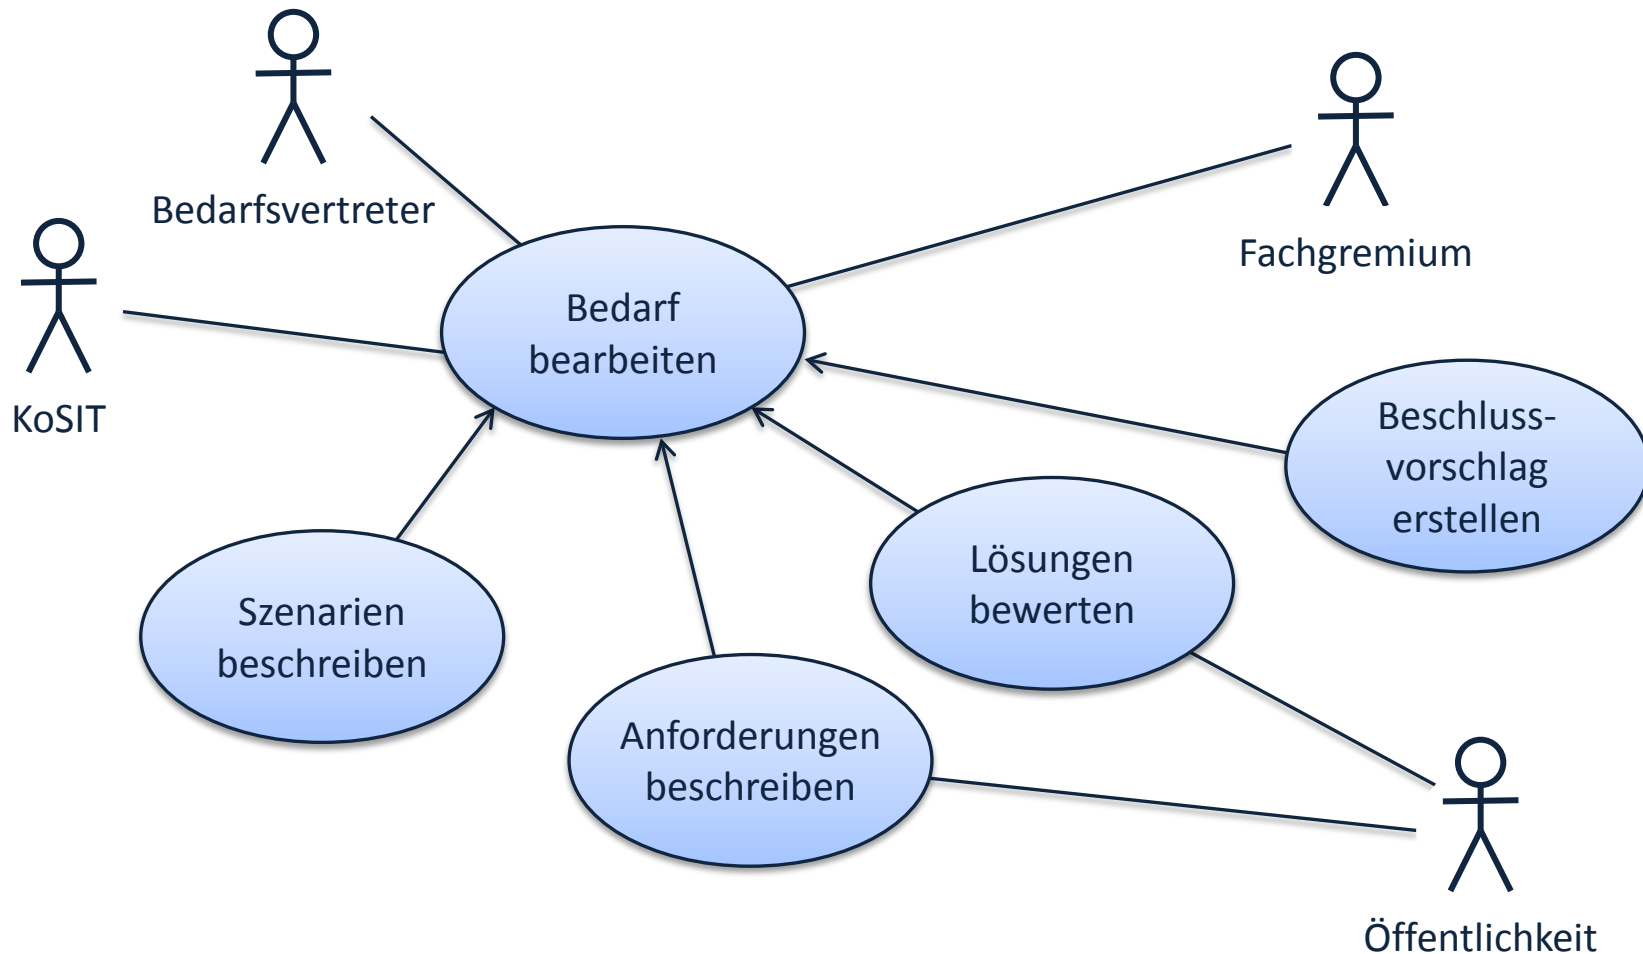 Bedarfsvertreter
Fachgremium
KoSIT
Bedarf
bearbeiten
Beschluss-
vorschlag
erstellen
Lösungen
bewerten
Szenarien
beschreiben
Anforderungen
beschreiben
Öffentlichkeit